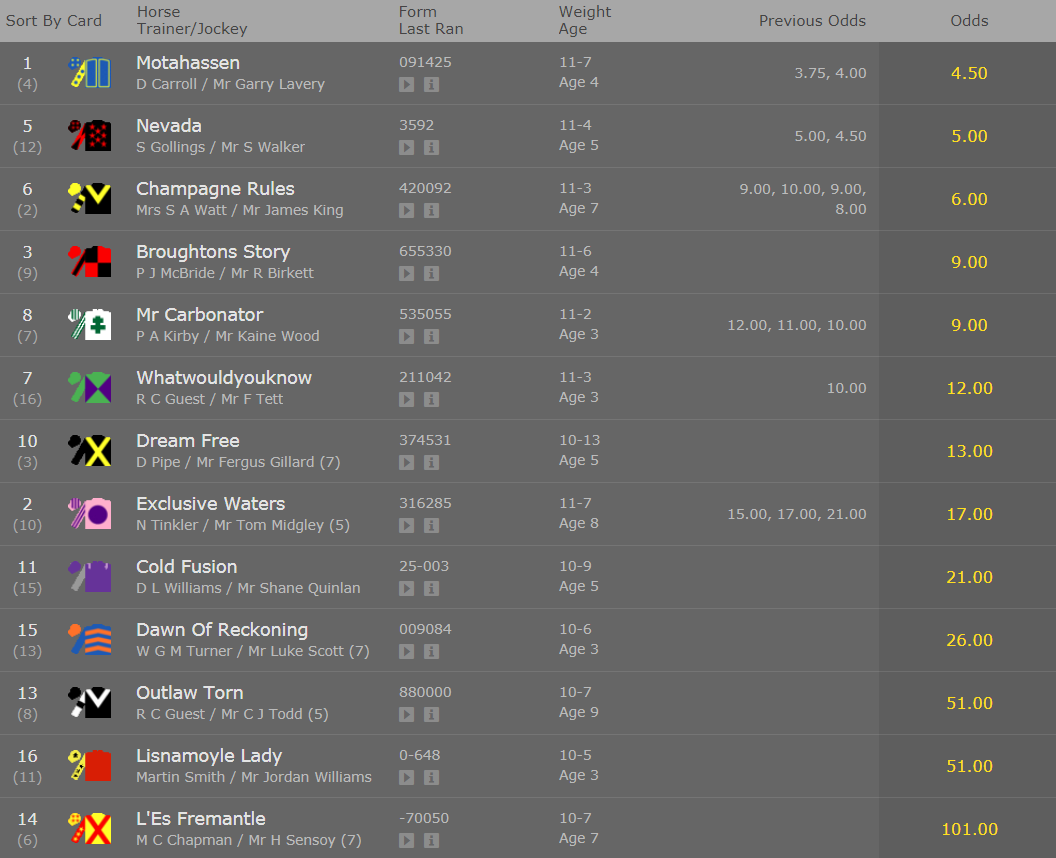 Sort By Card Horse Form Weight Previous Odds Odds
Trainer/Jockey Last Ran Age
1 Motahassen 091425 11-7 3.75, 4.00 4.50
(4) D Carroll / Mr Garry Lavery Age 4
5 Nevada 3592 11-4 5.00, 4.50 5.00
(12) S Gollings / Mr S Walker Age 5
6 Champagne Rules 420092 11-3 9.00, 10.00, 9.00, 6.00
(2) Mrs S A Watt / Mr James King Age 7 8.00
3 Broughtons Story 655330 11-6 9.00
(9) P J McBride / Mr R Birkett Age 4
8 Mr Carbonator 535055 11-2 12.00, 11.00, 10.00 9.00
(7) P A Kirby / Mr Kaine Wood Age 3
7 Whatwouldyouknow 211042 11-3 10.00 12.00
(16) R C Guest / Mr F Tett Age 3
10 Dream Free 374531 10-13 13.00
(3) D Pipe / Mr Fergus Gillard (7) Age 5
2 Exclusive Waters 316285 11-7 15.00, 17.00, 21.00 17.00
(10) N Tinkler / Mr Tom Midgley (5) Age 8
11 Cold Fusion 25-003 10-9 21.00
(15) D L Williams / Mr Shane Quinlan Age 5
15 Dawn Of Reckoning 009084 10-6 26.00
(13) W G M Turner / Mr Luke Scott (7) Age 3
13 Outlaw Torn 880000 10-7 51.00
(8) R C Guest / Mr C J Todd (5) Age 9
16 Lisnamoyle Lady 0-648 10-5 51.00
(11) Martin Smith / Mr Jordan Williams Age 3
14 L'Es Fremantle -70050 10-7 101.00
(6) M C Chapman / Mr H Sensoy (7) Age 7